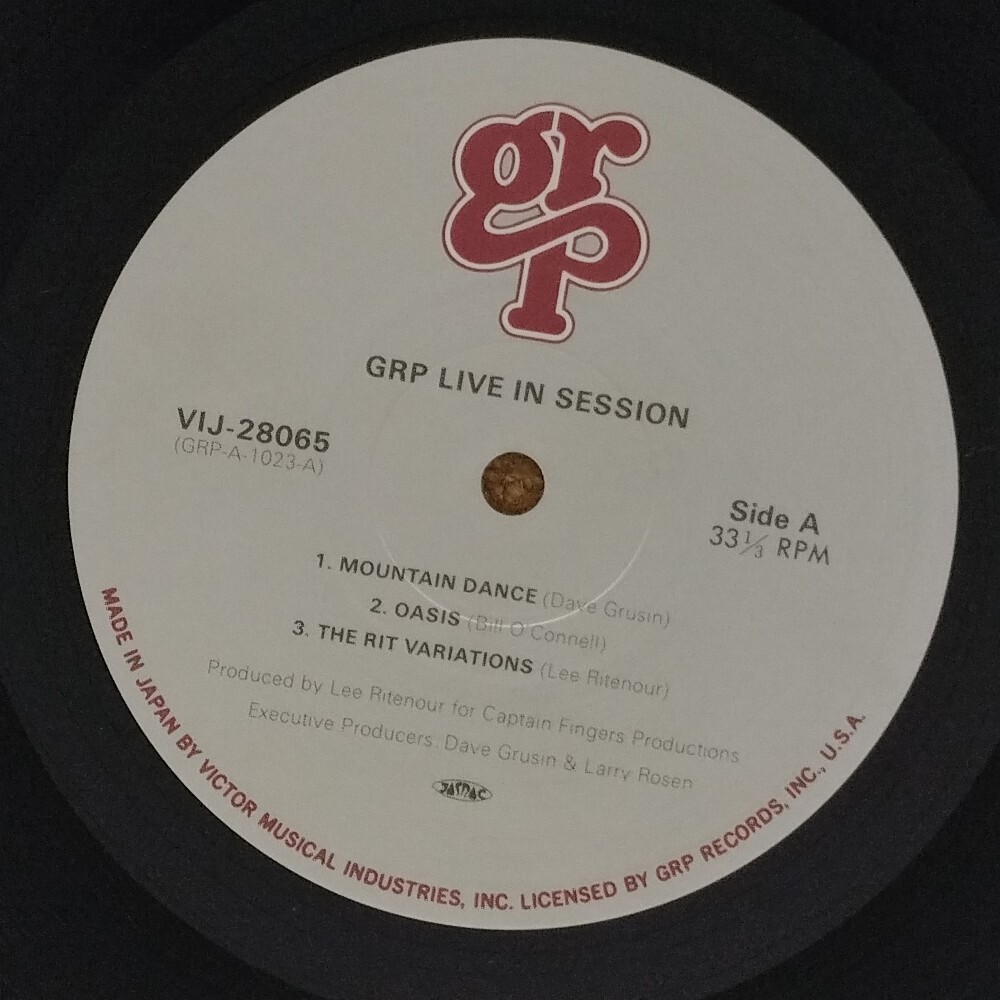 grp
GRP LIVE IN SESSION
VIJ-28065
(GRP-A-1023-A)
Side A
33 1/3 RPM
1. MOUNTAIN DANCE (Dave Grusin)
2. OASIS (Bill O'Connell)
3. THE RIT VARIATIONS (Lee Ritenour)
Produced by Lee Ritenour for Captain Fingers Productions
Executive Producers: Dave Grusin & Larry Rosen
JASRAC
MADE IN JAPAN BY VICTOR MUSICAL INDUSTRIES, INC. LICENSED BY GRP RECORDS, INC., U.S.A.